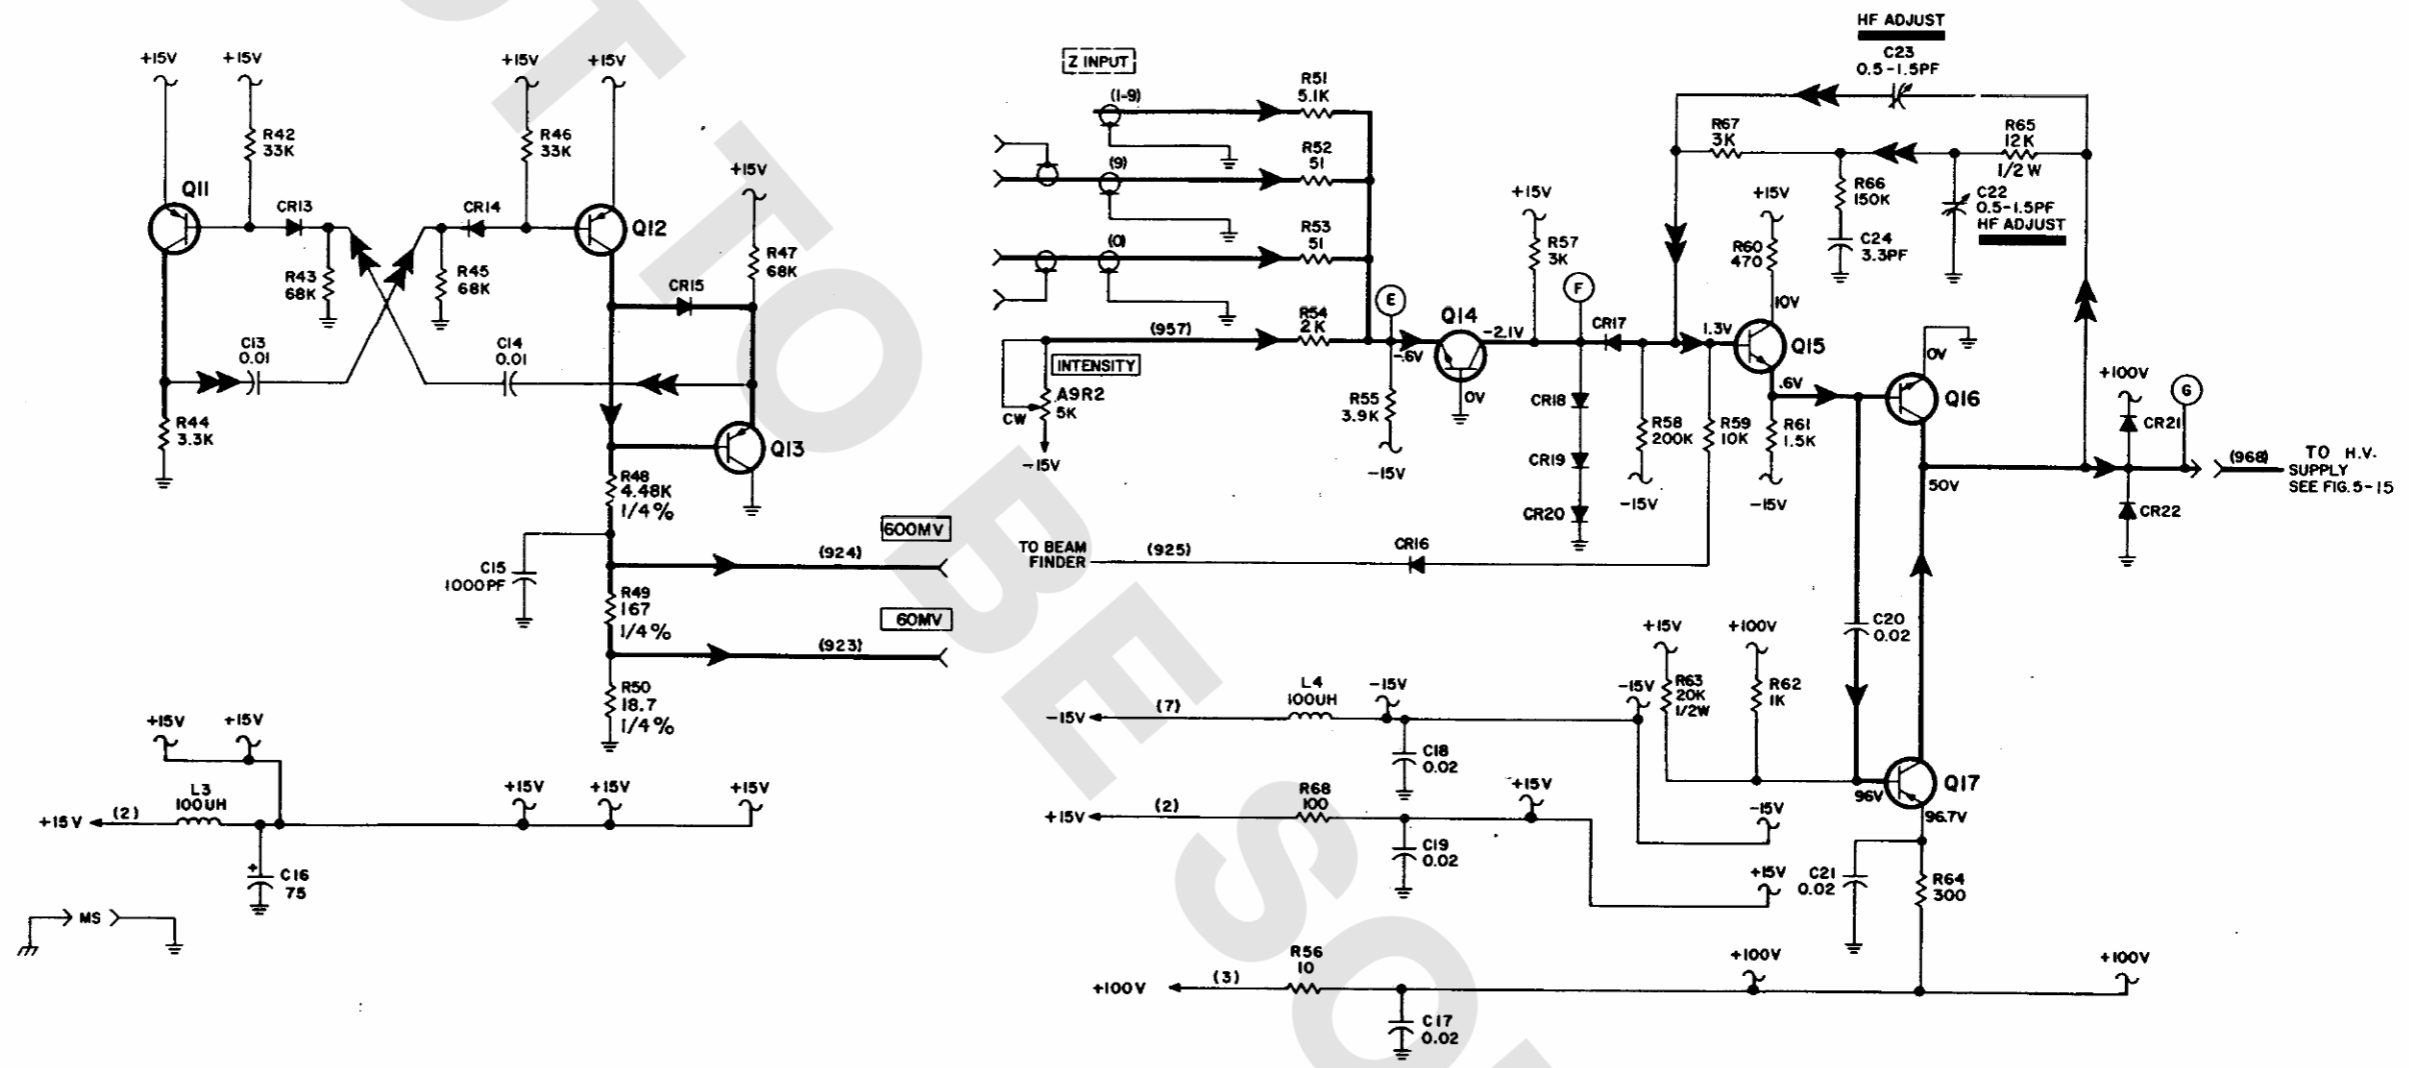 HF ADJUST
C23
0.5-1.5PF
+15V
+15V
+15V
+15V
Z INPUT
(1-9)
R51
5.1K
R42
33K
R46
33K
R67
3K
R65
12K
1/2 W
+15V
(9)
R52
51
Q11
CR13
CR14
Q12
+15V
+15V
R66
150K
C22
0.5-1.5PF
HF ADJUST
R43
68K
R45
68K
R47
68K
(0)
R53
51
R57
3K
R60
470
C24
3.3PF
CR15
E
F
10V
(957)
R54
2K
Q14
-2.1V
CR17
1.3V
Q15
C13
0.01
C14
0.01
INTENSITY
-.6V
0V
A9R2
5K
CW
R55
3.9K
0V
CR18
.6V
Q16
+100V
G
R44
3.3K
Q13
R58
200K
R59
10K
R61
1.5K
CR21
-15V
-15V
CR19
(968)
TO H.V.
SUPPLY
SEE FIG.5-15
R48
4.48K
1/4%
-15V
-15V
50V
CR20
CR22
600MV
(924)
TO BEAM
FINDER
(925)
CR16
C15
1000PF
R49
167
1/4%
60MV
(923)
C20
0.02
+15V
+100V
R50
18.7
1/4%
L4
100UH
-15V
-15V
R63
20K
1/2W
R62
1K
-15V
(7)
+15V
+15V
C18
0.02
L3
100UH
+15V
+15V
+15V
R68
100
+15V
96V
Q17
-15V
96.7V
+15V
(2)
+15V
(2)
C19
0.02
C16
75
+
+15V
C21
0.02
R64
300
MS
R56
10
+100V
+100V
+100V
(3)
C17
0.02
NOT TO BE SO